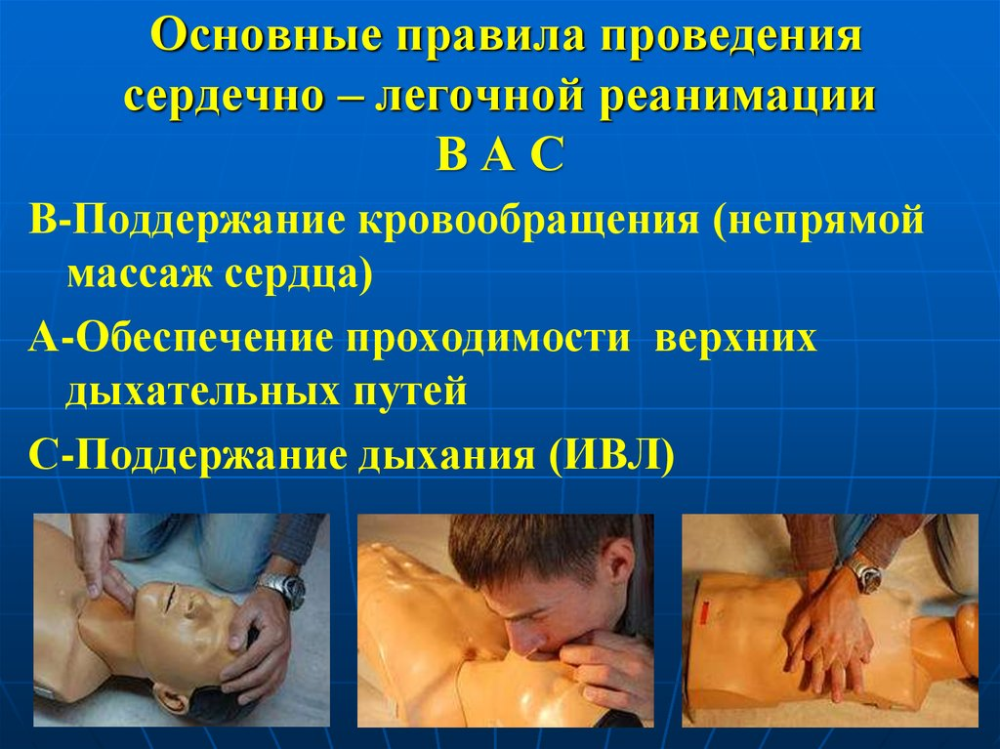 Основные правила проведения
сердечно – легочной реанимации
В А С
В-Поддержание кровообращения (непрямой
массаж сердца)
А-Обеспечение проходимости верхних
дыхательных путей
С-Поддержание дыхания (ИВЛ)